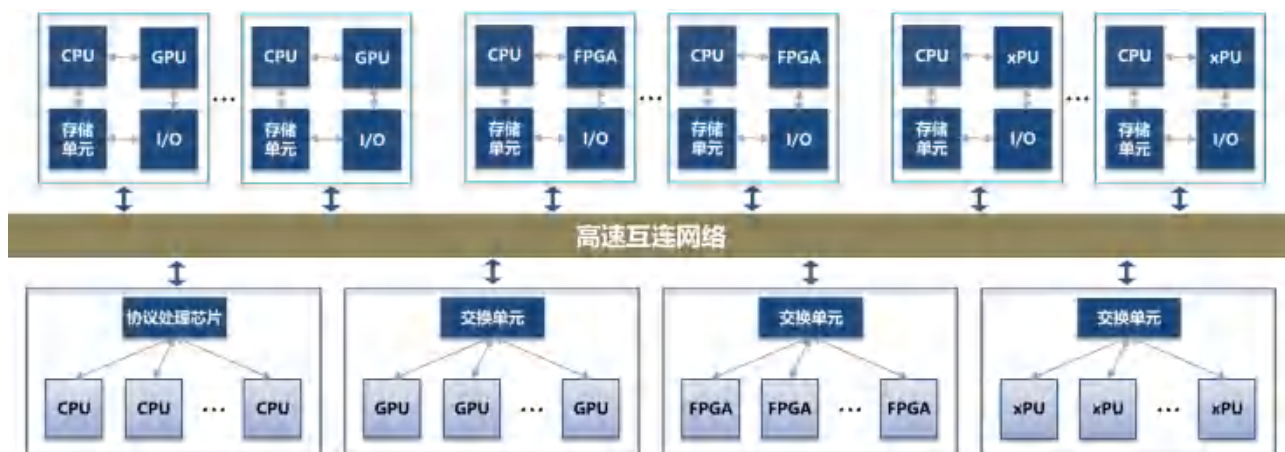 CPU GPU CPU GPU CPU FPGA CPU FPGA CPU xPU CPU xPU
... ... ...
存储 存储 存储 存储 存储 存储
单元 I/O 单元 I/O 单元 I/O 单元 I/O 单元 I/O 单元 I/O
高速互连网络
协议处理芯片 交换单元 交换单元 交换单元
CPU CPU ... CPU GPU GPU ... GPU FPGA FPGA ... FPGA xPU xPU ... xPU